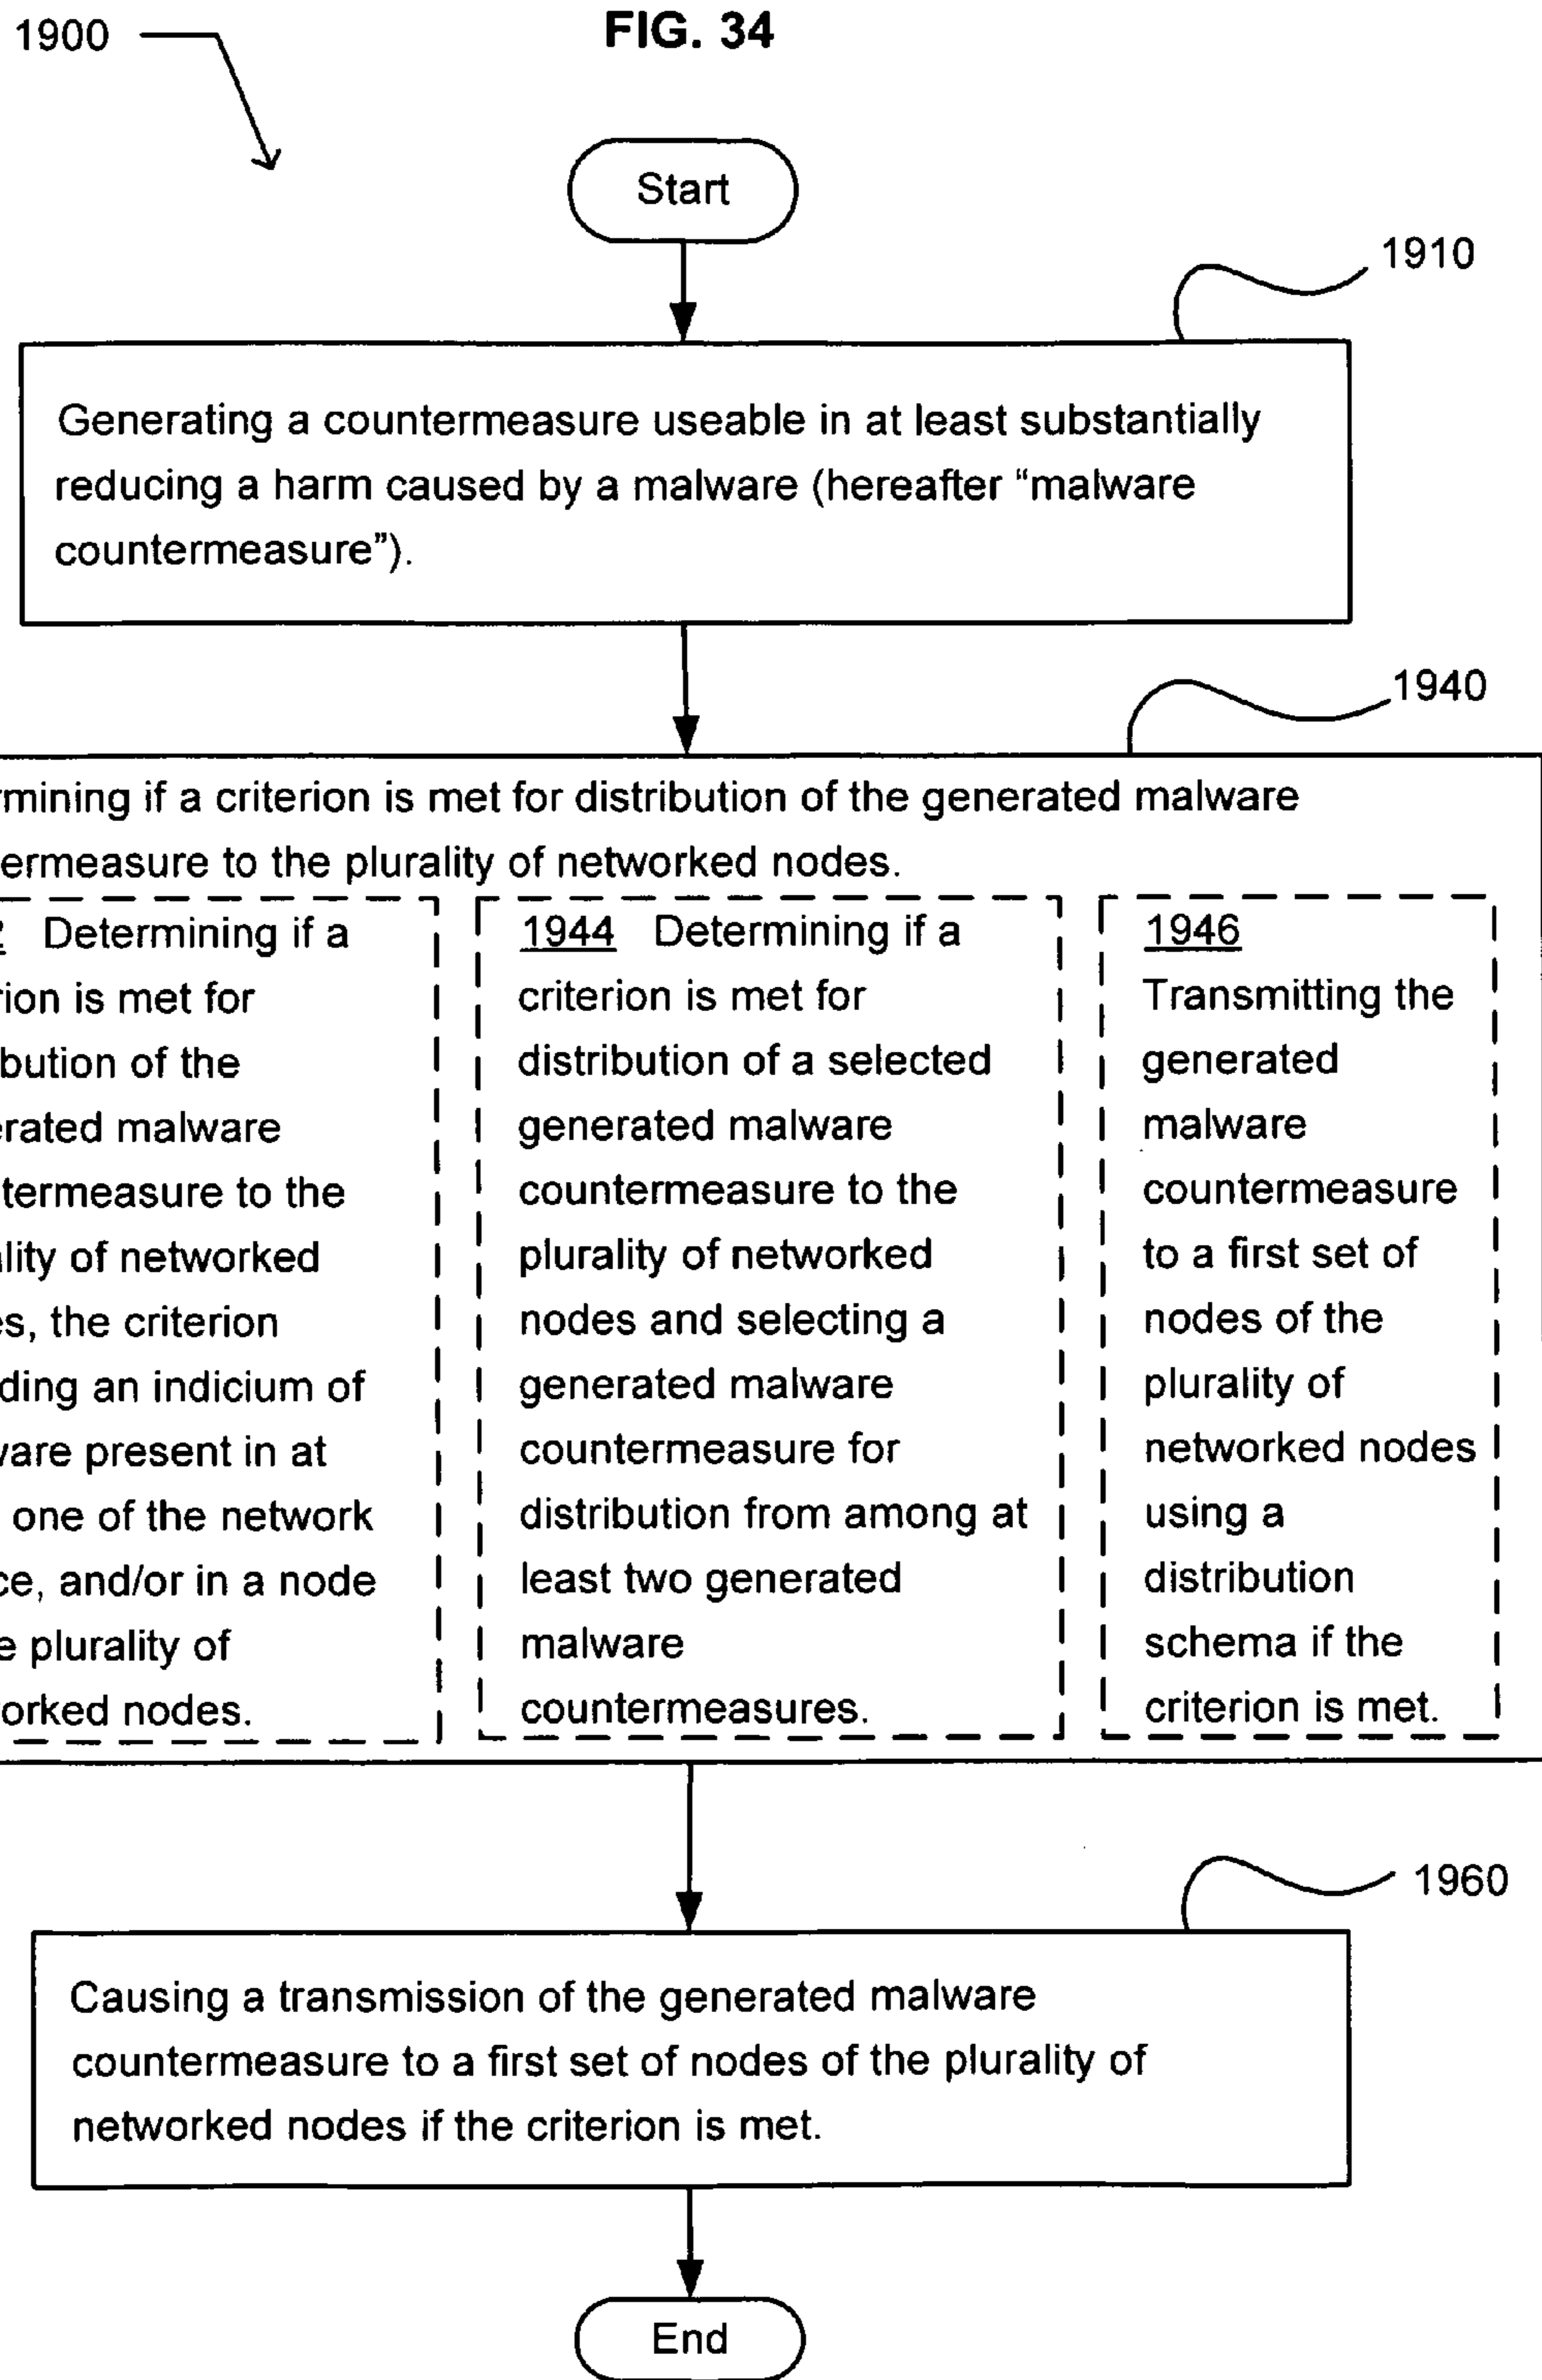 FIG. 34
1900
Start
1910
Generating a countermeasure useable in at least substantially
reducing a harm caused by a malware (hereafter “malware
countermeasure”).
1940
rmining if a criterion is met for distribution of the generated malware
ermeasure to the plurality of networked nodes.
2 Determining if a
rion is met for
bution of the
erated malware
termeasure to the
lity of networked
es, the criterion
ding an indicium of
ware present in at
one of the network
ce, and/or in a node
e plurality of
orked nodes.
1944 Determining if a
criterion is met for
distribution of a selected
generated malware
countermeasure to the
plurality of networked
nodes and selecting a
generated malware
countermeasure for
distribution from among at
least two generated
malware
countermeasures.
1946
Transmitting the
generated
malware
countermeasure
to a first set of
nodes of the
plurality of
networked nodes
using a
distribution
schema if the
criterion is met.
1960
Causing a transmission of the generated malware
countermeasure to a first set of nodes of the plurality of
networked nodes if the criterion is met.
End